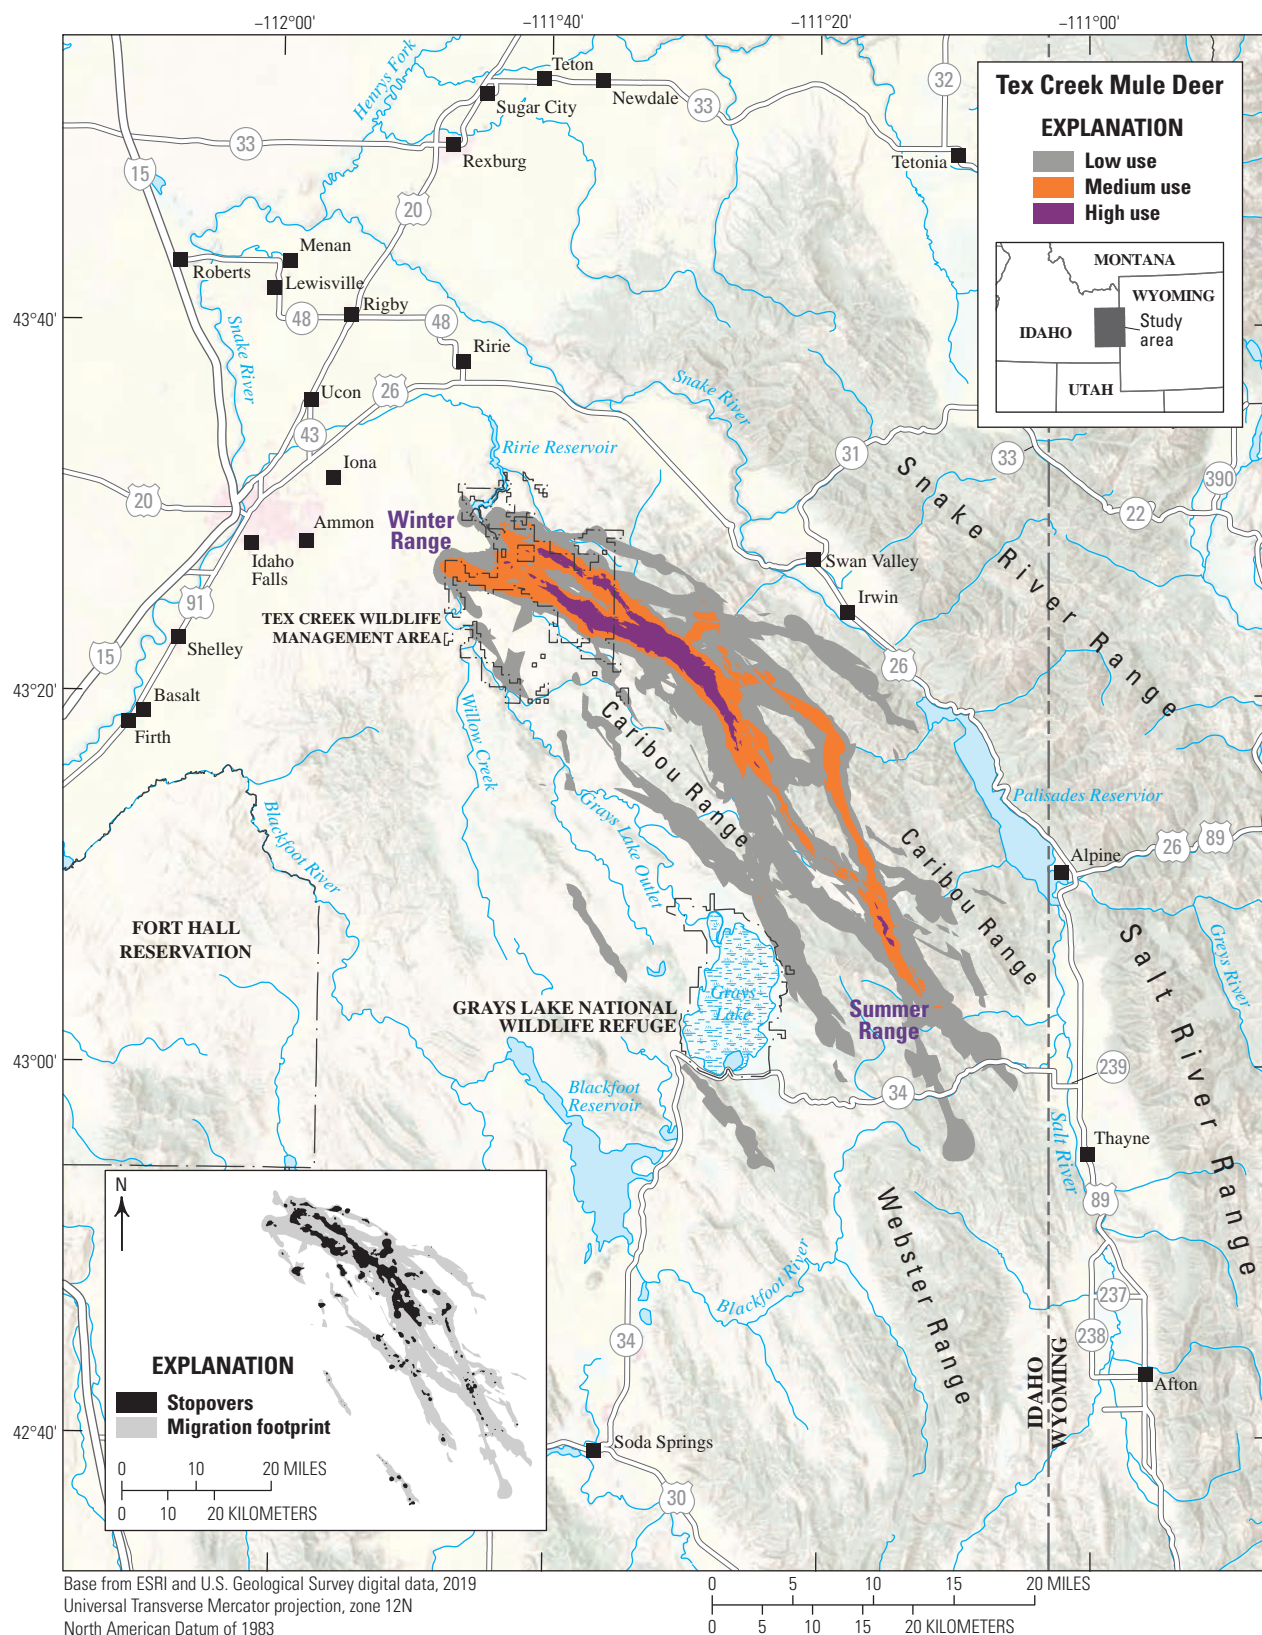 −112°00'
−111°40'
−111°20'
−111°00'
Tex Creek Mule Deer
EXPLANATION
Low use
Medium use
High use
MONTANA
WYOMING
IDAHO
Study
area
UTAH
Henrys Fork
Teton
Sugar City
Newdale
33
32
33
Rexburg
Tetonia
15
20
Menan
Roberts
Lewisville
Rigby
43°40'
48
48
Snake River
Ririe
Ucon
26
Snake River
43
Ririe Reservoir
31
33
390
Iona
20
22
Snake River Range
Ammon
Winter
Range
Idaho
Falls
Swan Valley
Irwin
91
TEX CREEK WILDLIFE
MANAGEMENT AREA
Shelley
15
26
43°20'
Basalt
Firth
Willow Creek
Caribou Range
Palisades Reservior
Blackfoot River
Grays Lake Outlet
Caribou Range
26
89
Alpine
FORT HALL
RESERVATION
Salt River Range
Greys River
Grays
Lake
GRAYS LAKE NATIONAL
WILDLIFE REFUGE
Summer
Range
43°00'
Blackfoot
Reservoir
34
239
Salt River
Thayne
89
Webster Range
Blackfoot River
237
238
34
IDAHO
WYOMING
Afton
42°40'
Soda Springs
30
N
EXPLANATION
Stopovers
Migration footprint
0 10 20 MILES
0 10 20 KILOMETERS
Base from ESRI and U.S. Geological Survey digital data, 2019
Universal Transverse Mercator projection, zone 12N
North American Datum of 1983
0 5 10 15 20 MILES
0 5 10 15 20 KILOMETERS